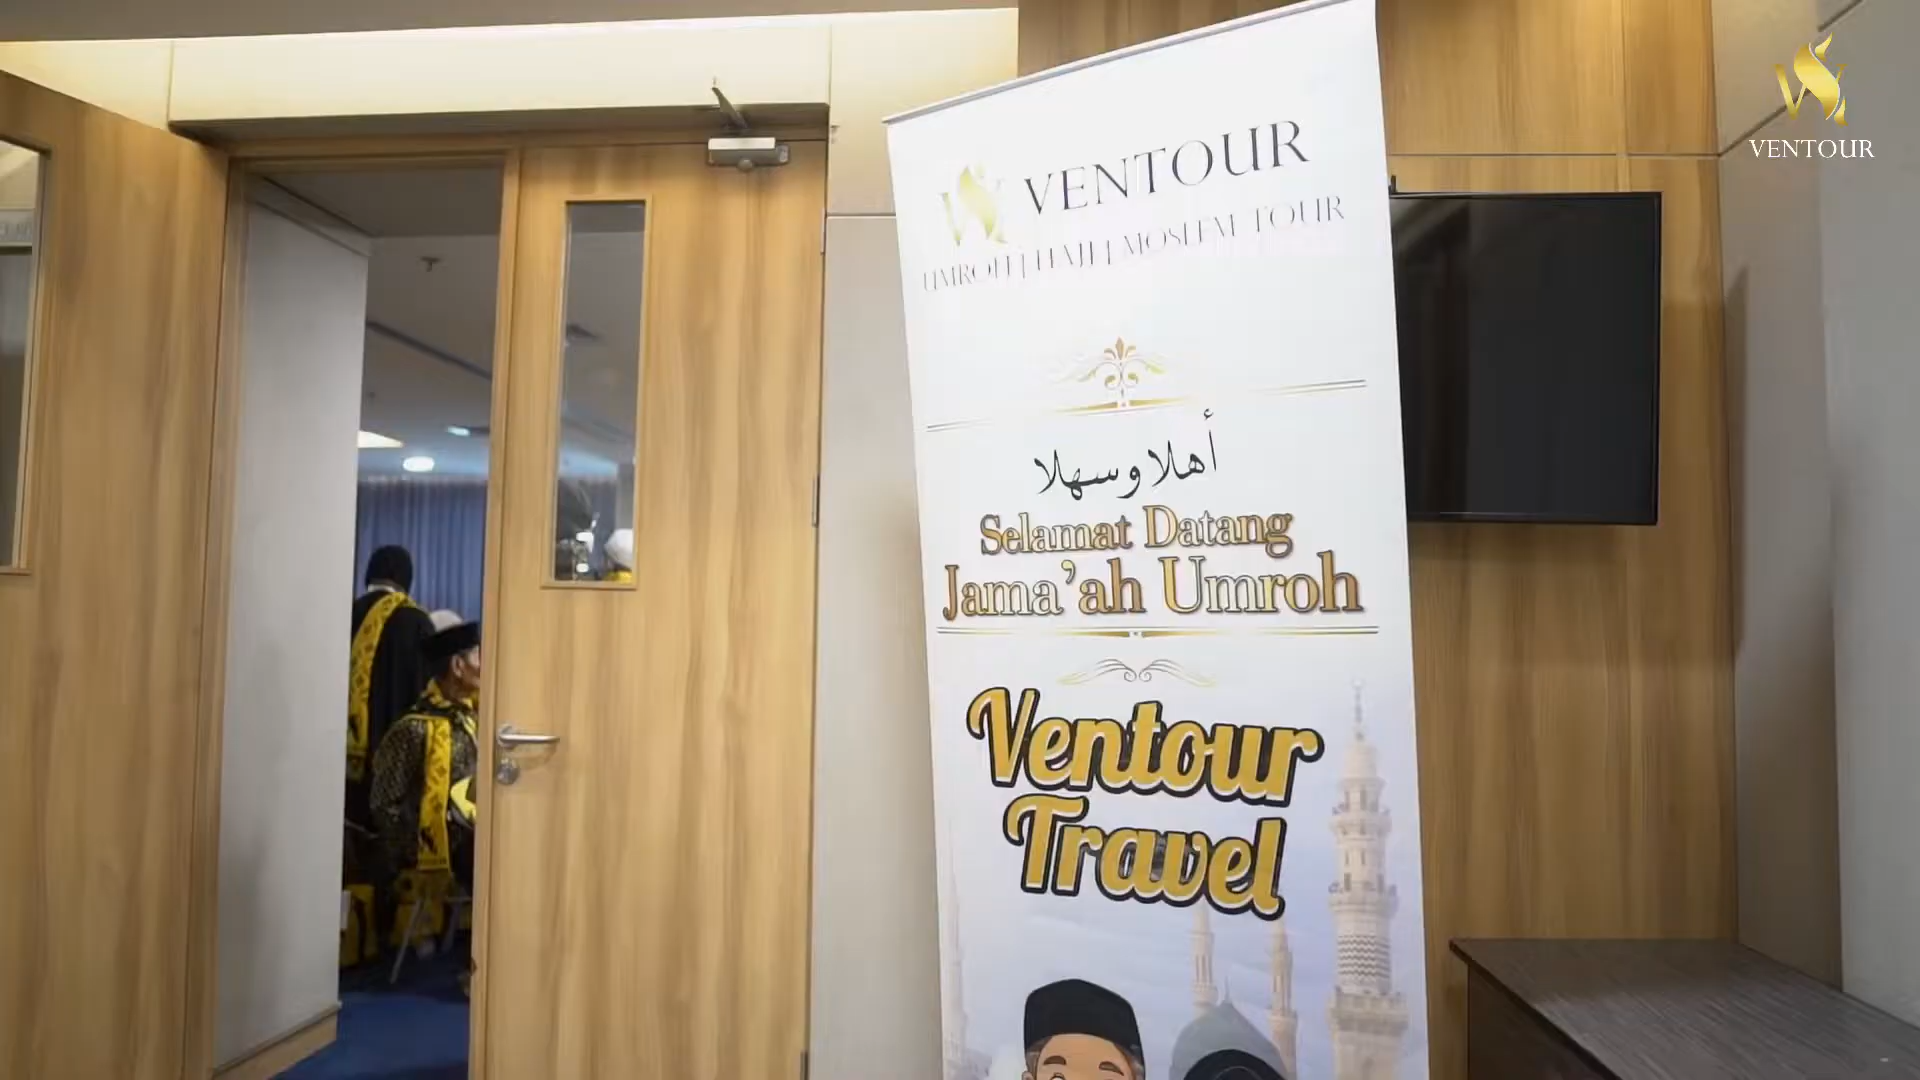 VENTOUR
UMROH | HAJI | MOSLEM TOUR
أهلا وسهلا
Selamat Datang
Jama'ah Umroh
Ventour
Travel
VENTOUR